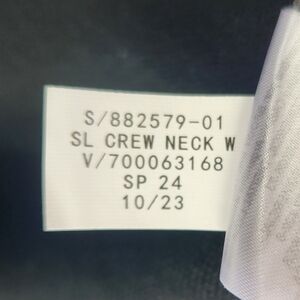 S/882579-01
SL CREW NECK W
V/700063168
SP 24
10/23